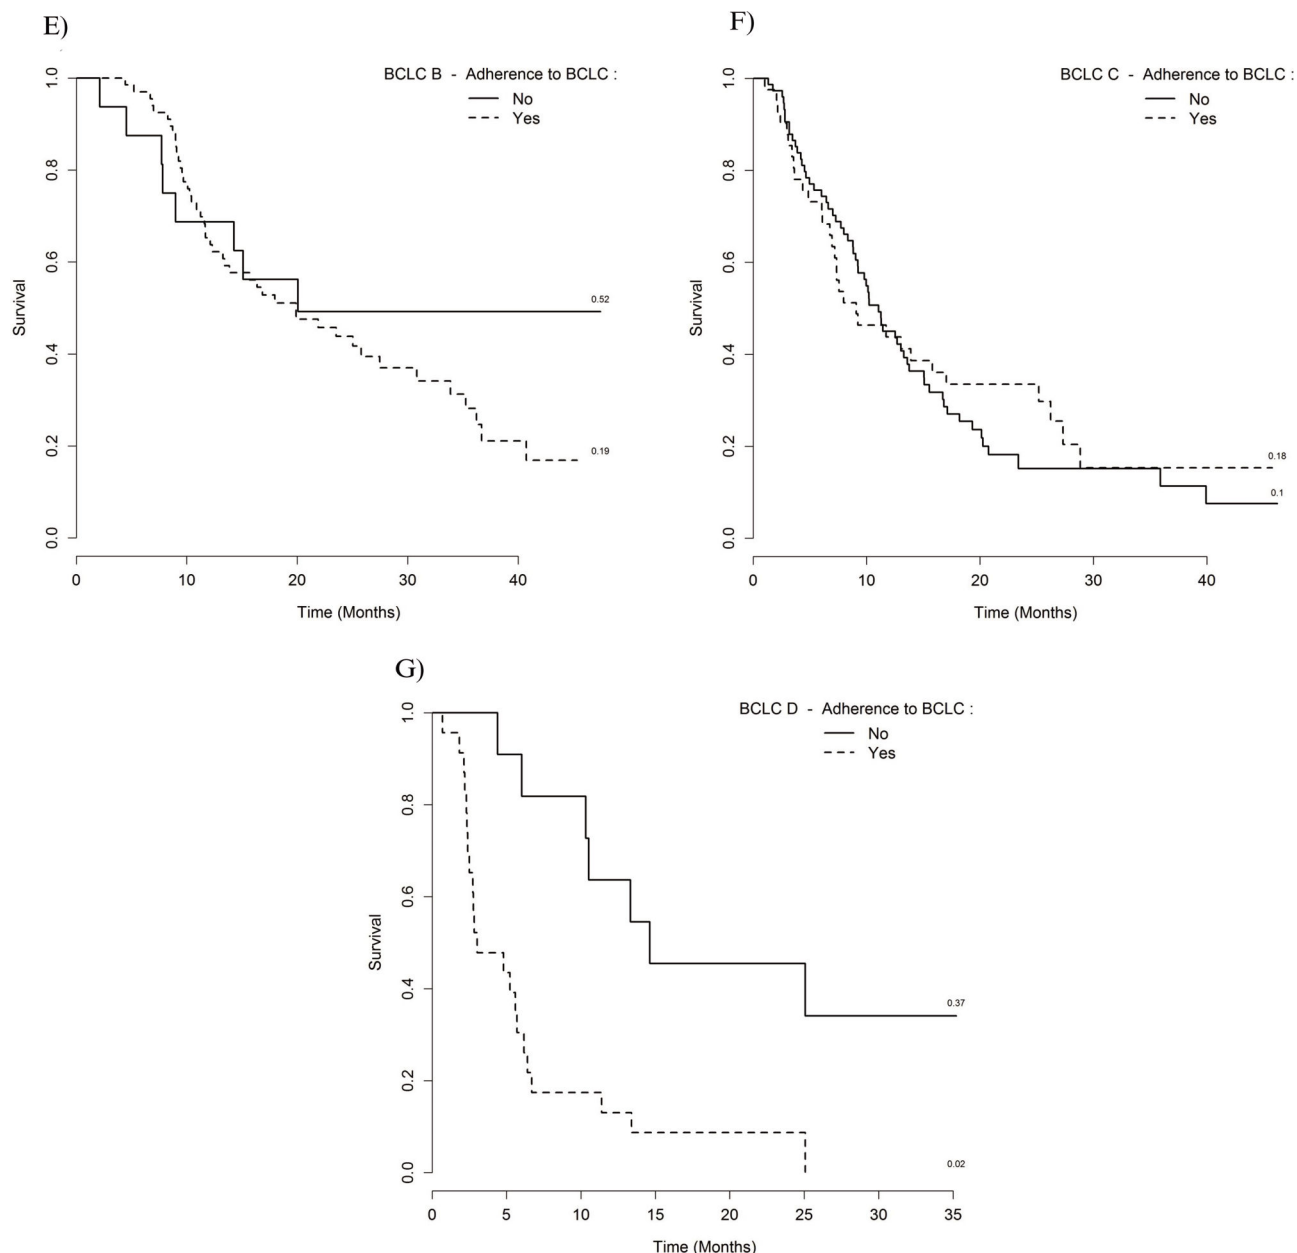 E)
BCLC B - Adherence to BCLC :
No
Yes
Survival
1.0
0.8
0.6
0.4
0.2
0.0
0.52
0.19
0 10 20 30 40
Time (Months)
F)
BCLC C - Adherence to BCLC :
No
Yes
Survival
1.0
0.8
0.6
0.4
0.2
0.0
0.18
0.1
0 10 20 30 40
Time (Months)
G)
BCLC D - Adherence to BCLC :
No
Yes
Survival
1.0
0.8
0.6
0.4
0.2
0.0
0.37
0.02
0 5 10 15 20 25 30 35
Time (Months)